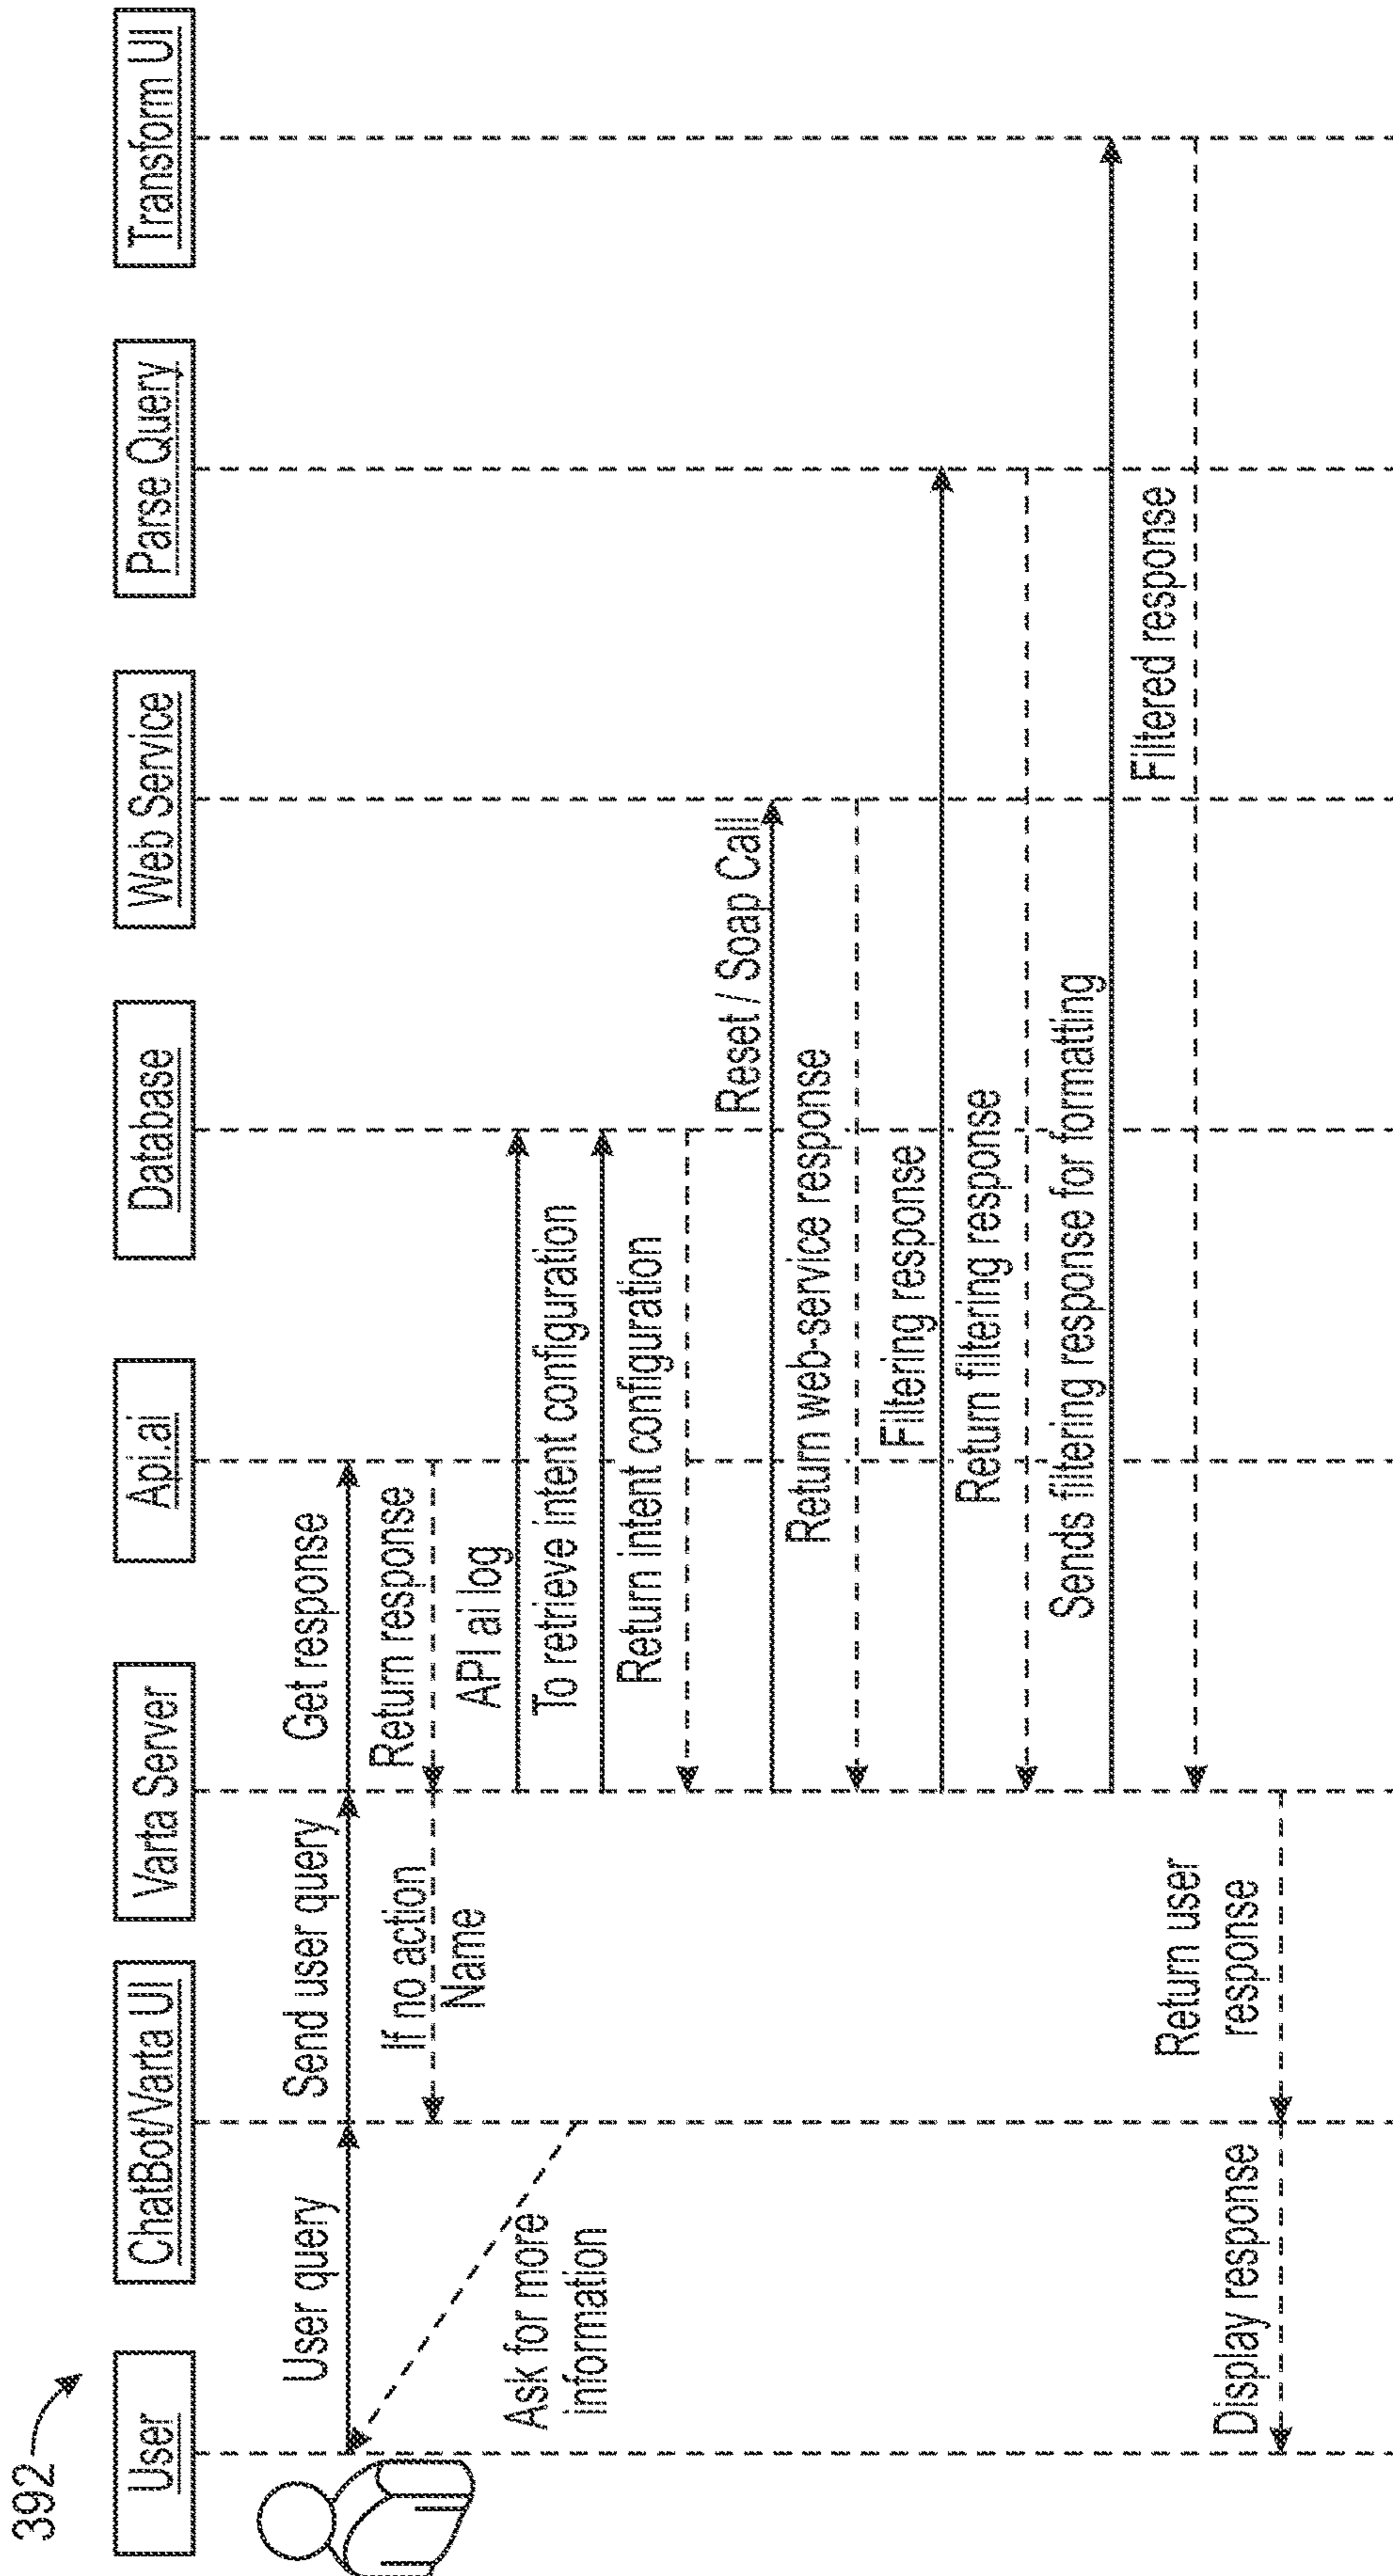 392
User
ChatBot/Varta UI
Varta Server
Api.ai
Database
Web Service
Parse Query
Transform UI
User query
Send user query
Get response
If no action
Name
Return response
Ask for more
information
API ai log
To retrieve intent configuration
Return intent configuration
Reset / Soap Call
Return web-service response
Filtering response
Return filtering response
Sends filtering response for formatting
Filtered response
Return user
response
Display response